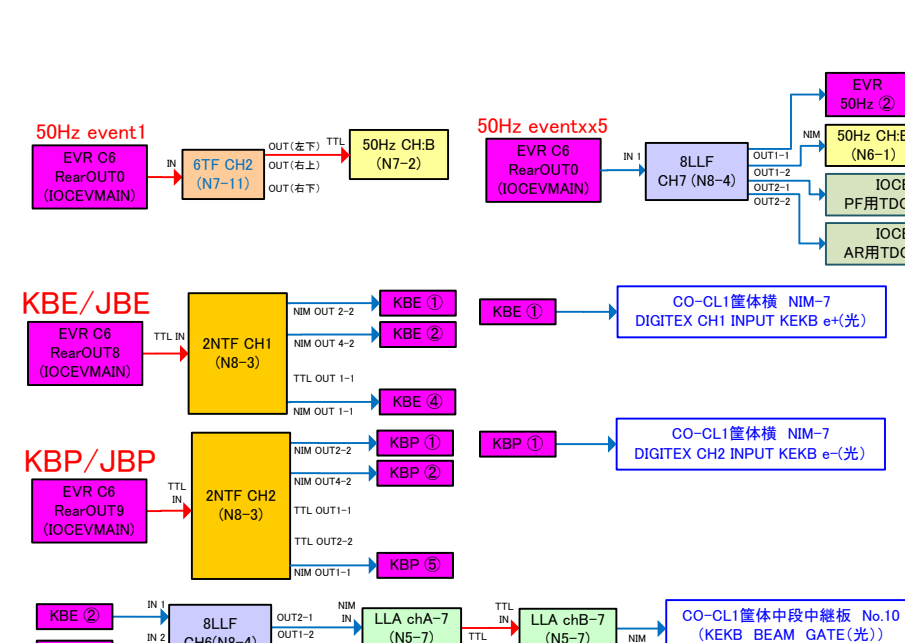 50Hz event1
EVR C6
RearOUT0
(IOCEVMAIN)
IN
6TF CH2
(N7-11)
OUT(左下)
OUT(右上)
OUT(右下)
TTL
50Hz CH:B
(N7-2)
50Hz eventxx5
EVR C6
RearOUT0
(IOCEVMAIN)
IN 1
8LLF
CH7 (N8-4)
OUT1-1
OUT1-2
OUT2-1
OUT2-2
NIM
EVR
50Hz ②
50Hz CH:
(N6-1)
PF用
AR用
KBE/JBE
EVR C6
RearOUT8
(IOCEVMAIN)
TTL IN
2NTF CH1
(N8-3)
NIM OUT 2-2
NIM OUT 4-2
TTL OUT 1-1
NIM OUT 1-1
KBE ①
KBE ②
KBE ④
KBE ①
CO-CL1筐体横 NIM-7
DIGITEX CH1 INPUT KEKB e+(光)
KBP/JBP
EVR C6
RearOUT9
(IOCEVMAIN)
TTL
IN
2NTF CH2
(N8-3)
NIM OUT2-2
NIM OUT4-2
TTL OUT1-1
TTL OUT2-2
NIM OUT1-1
KBP ①
KBP ②
KBP ⑤
KBP ①
CO-CL1筐体横 NIM-7
DIGITEX CH2 INPUT KEKB e-(光)
KBE ②
IN 1
IN 2
8LLF
CH6(N8-4)
OUT2-1
OUT1-2
NIM
IN
LLA chA-7
(N5-7)
TTL
TTL
IN
LLA chB-7
(N5-7)
NIM
CO-CL1筐体中段中継板 No.10
(KEKB BEAM GATE(光))